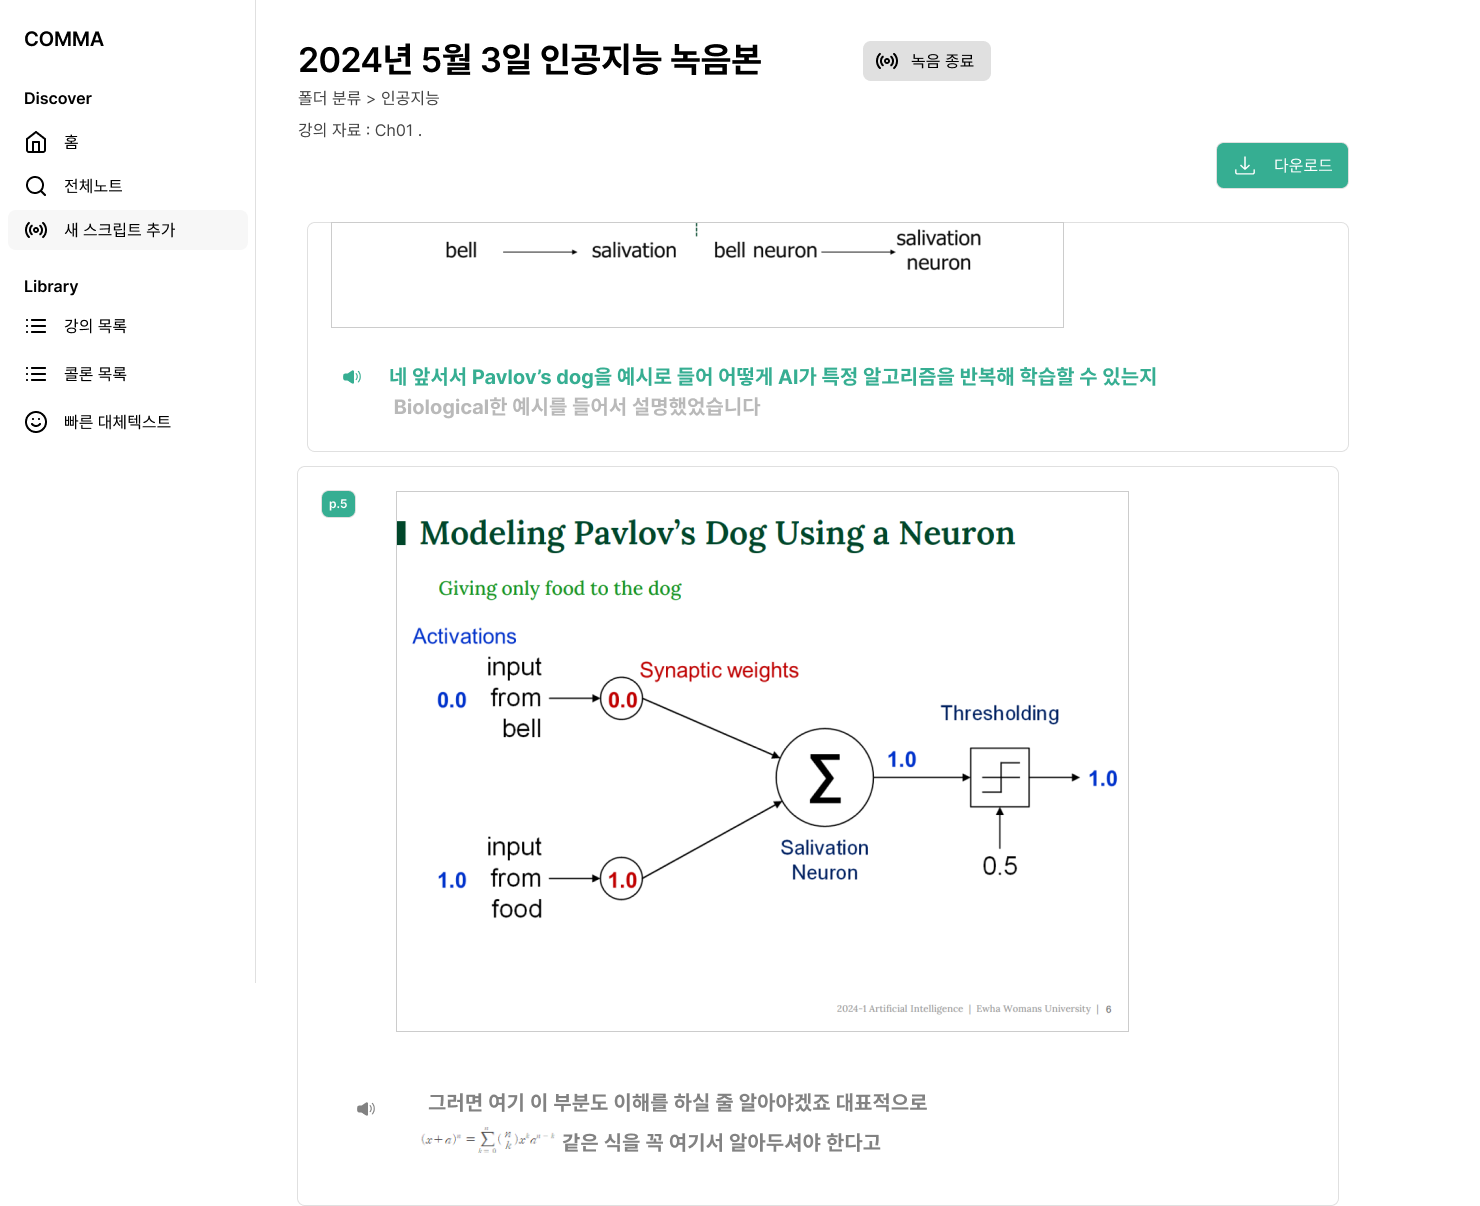 COMMA
Discover
홈
전체노트
새 스크립트 추가
Library
강의 목록
콜론 목록
빠른 대체텍스트
2024년 5월 3일 인공지능 녹음본
녹음 종료
폴더 분류 > 인공지능
강의 자료 : Ch01 .
다운로드
bell
salivation
bell neuron
salivation
neuron
네 앞서서 Pavlov’s dog을 예시로 들어 어떻게 AI가 특정 알고리즘을 반복해 학습할 수 있는지
Biological한 예시를 들어서 설명했었습니다
p.5
Modeling Pavlov’s Dog Using a Neuron
Giving only food to the dog
Activations
input
from
bell
0.0
0.0
Synaptic weights
input
from
food
1.0
1.0
Σ
Salivation
Neuron
1.0
Thresholding
0.5
1.0
2024-1 Artificial Intelligence | Ewha Womans University | 6
그러면 여기 이 부분도 이해를 하실 줄 알아야겠죠 대표적으로
(x+a)^n = ∑_{k=0}^{n} (n k) x^k a^{n-k} 같은 식을 꼭 여기서 알아두셔야 한다고